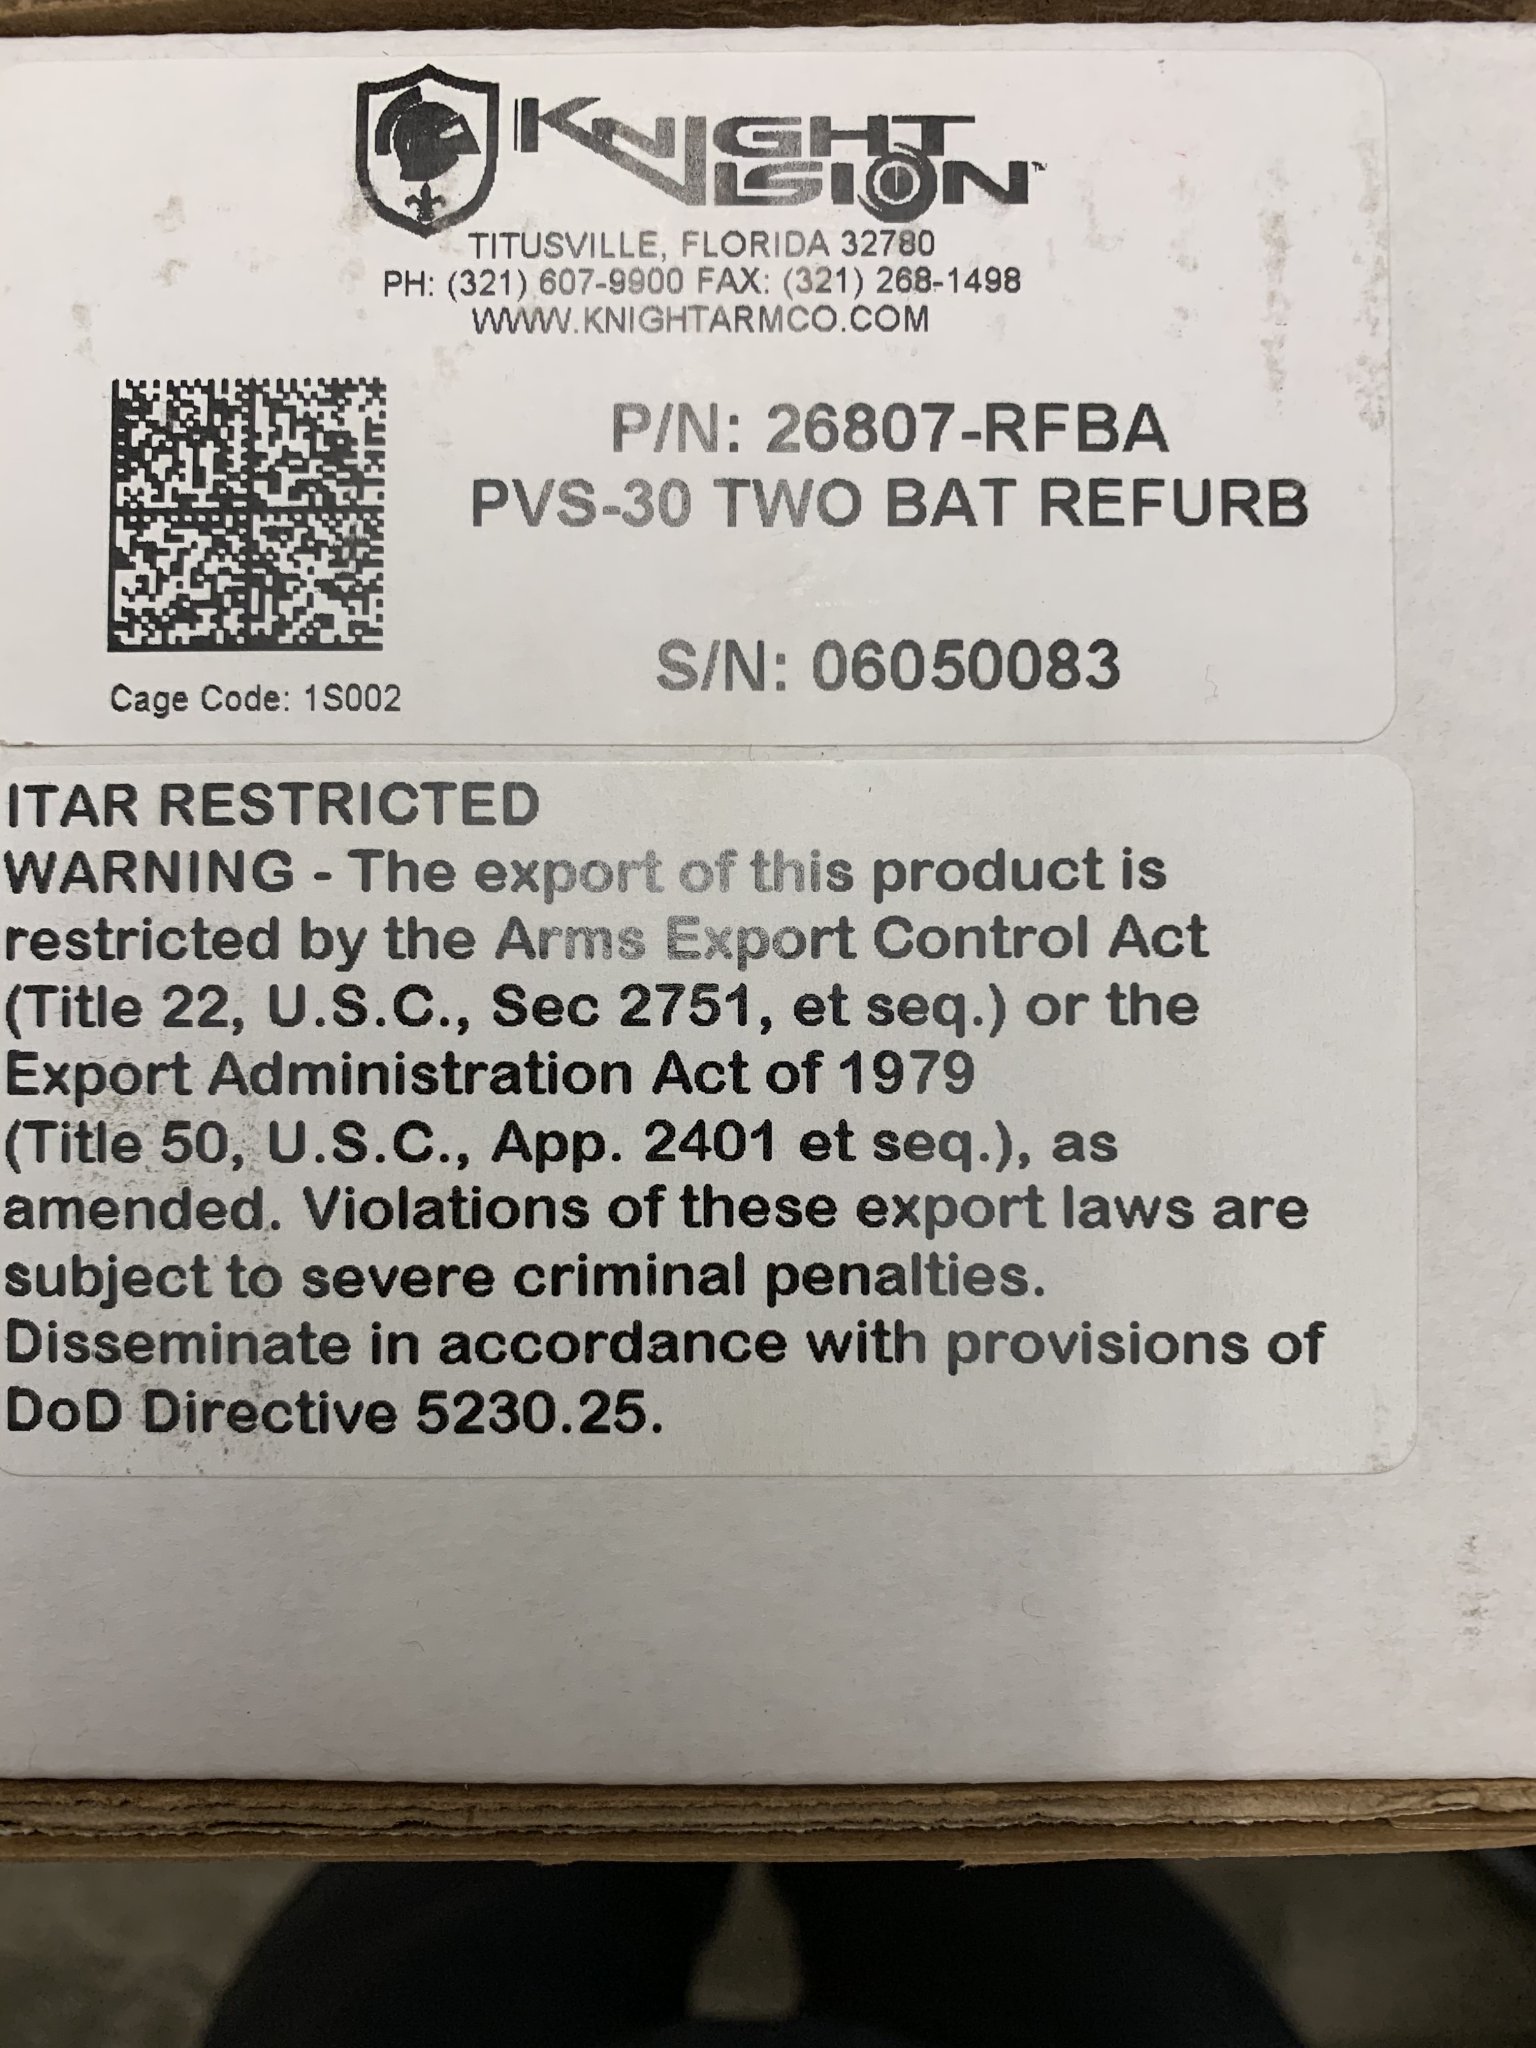 KNIGHT
VISION™
TITUSVILLE, FLORIDA 32780
PH: (321) 607-9900 FAX: (321) 268-1498
WWW.KNIGHTARMCO.COM
P/N: 26807-RFBA
PVS-30 TWO BAT REFURB
S/N: 06050083
Cage Code: 1S002
ITAR RESTRICTED
WARNING - The export of this product is
restricted by the Arms Export Control Act
(Title 22, U.S.C., Sec 2751, et seq.) or the
Export Administration Act of 1979
(Title 50, U.S.C., App. 2401 et seq.), as
amended. Violations of these export laws are
subject to severe criminal penalties.
Disseminate in accordance with provisions of
DoD Directive 5230.25.